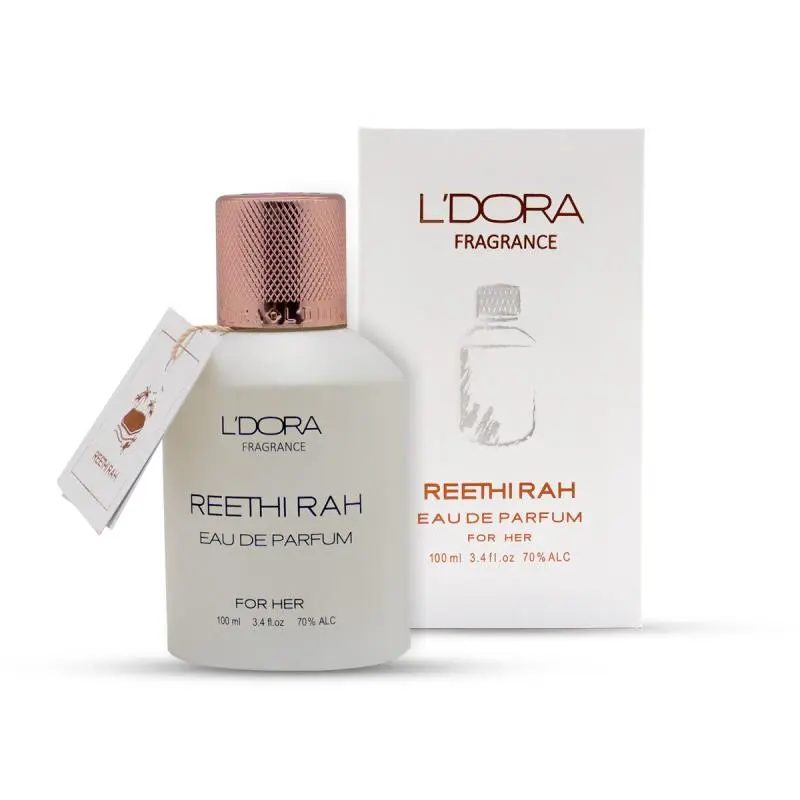 L'DORA
FRAGRANCE
REETHI RAH
EAU DE PARFUM
FOR HER
100 ml 3.4 fl.oz 70% ALC
REETHI RAH
L'DORA
FRAGRANCE
REETHI RAH
EAU DE PARFUM
FOR HER
100 ml 3.4 fl.oz 70% ALC